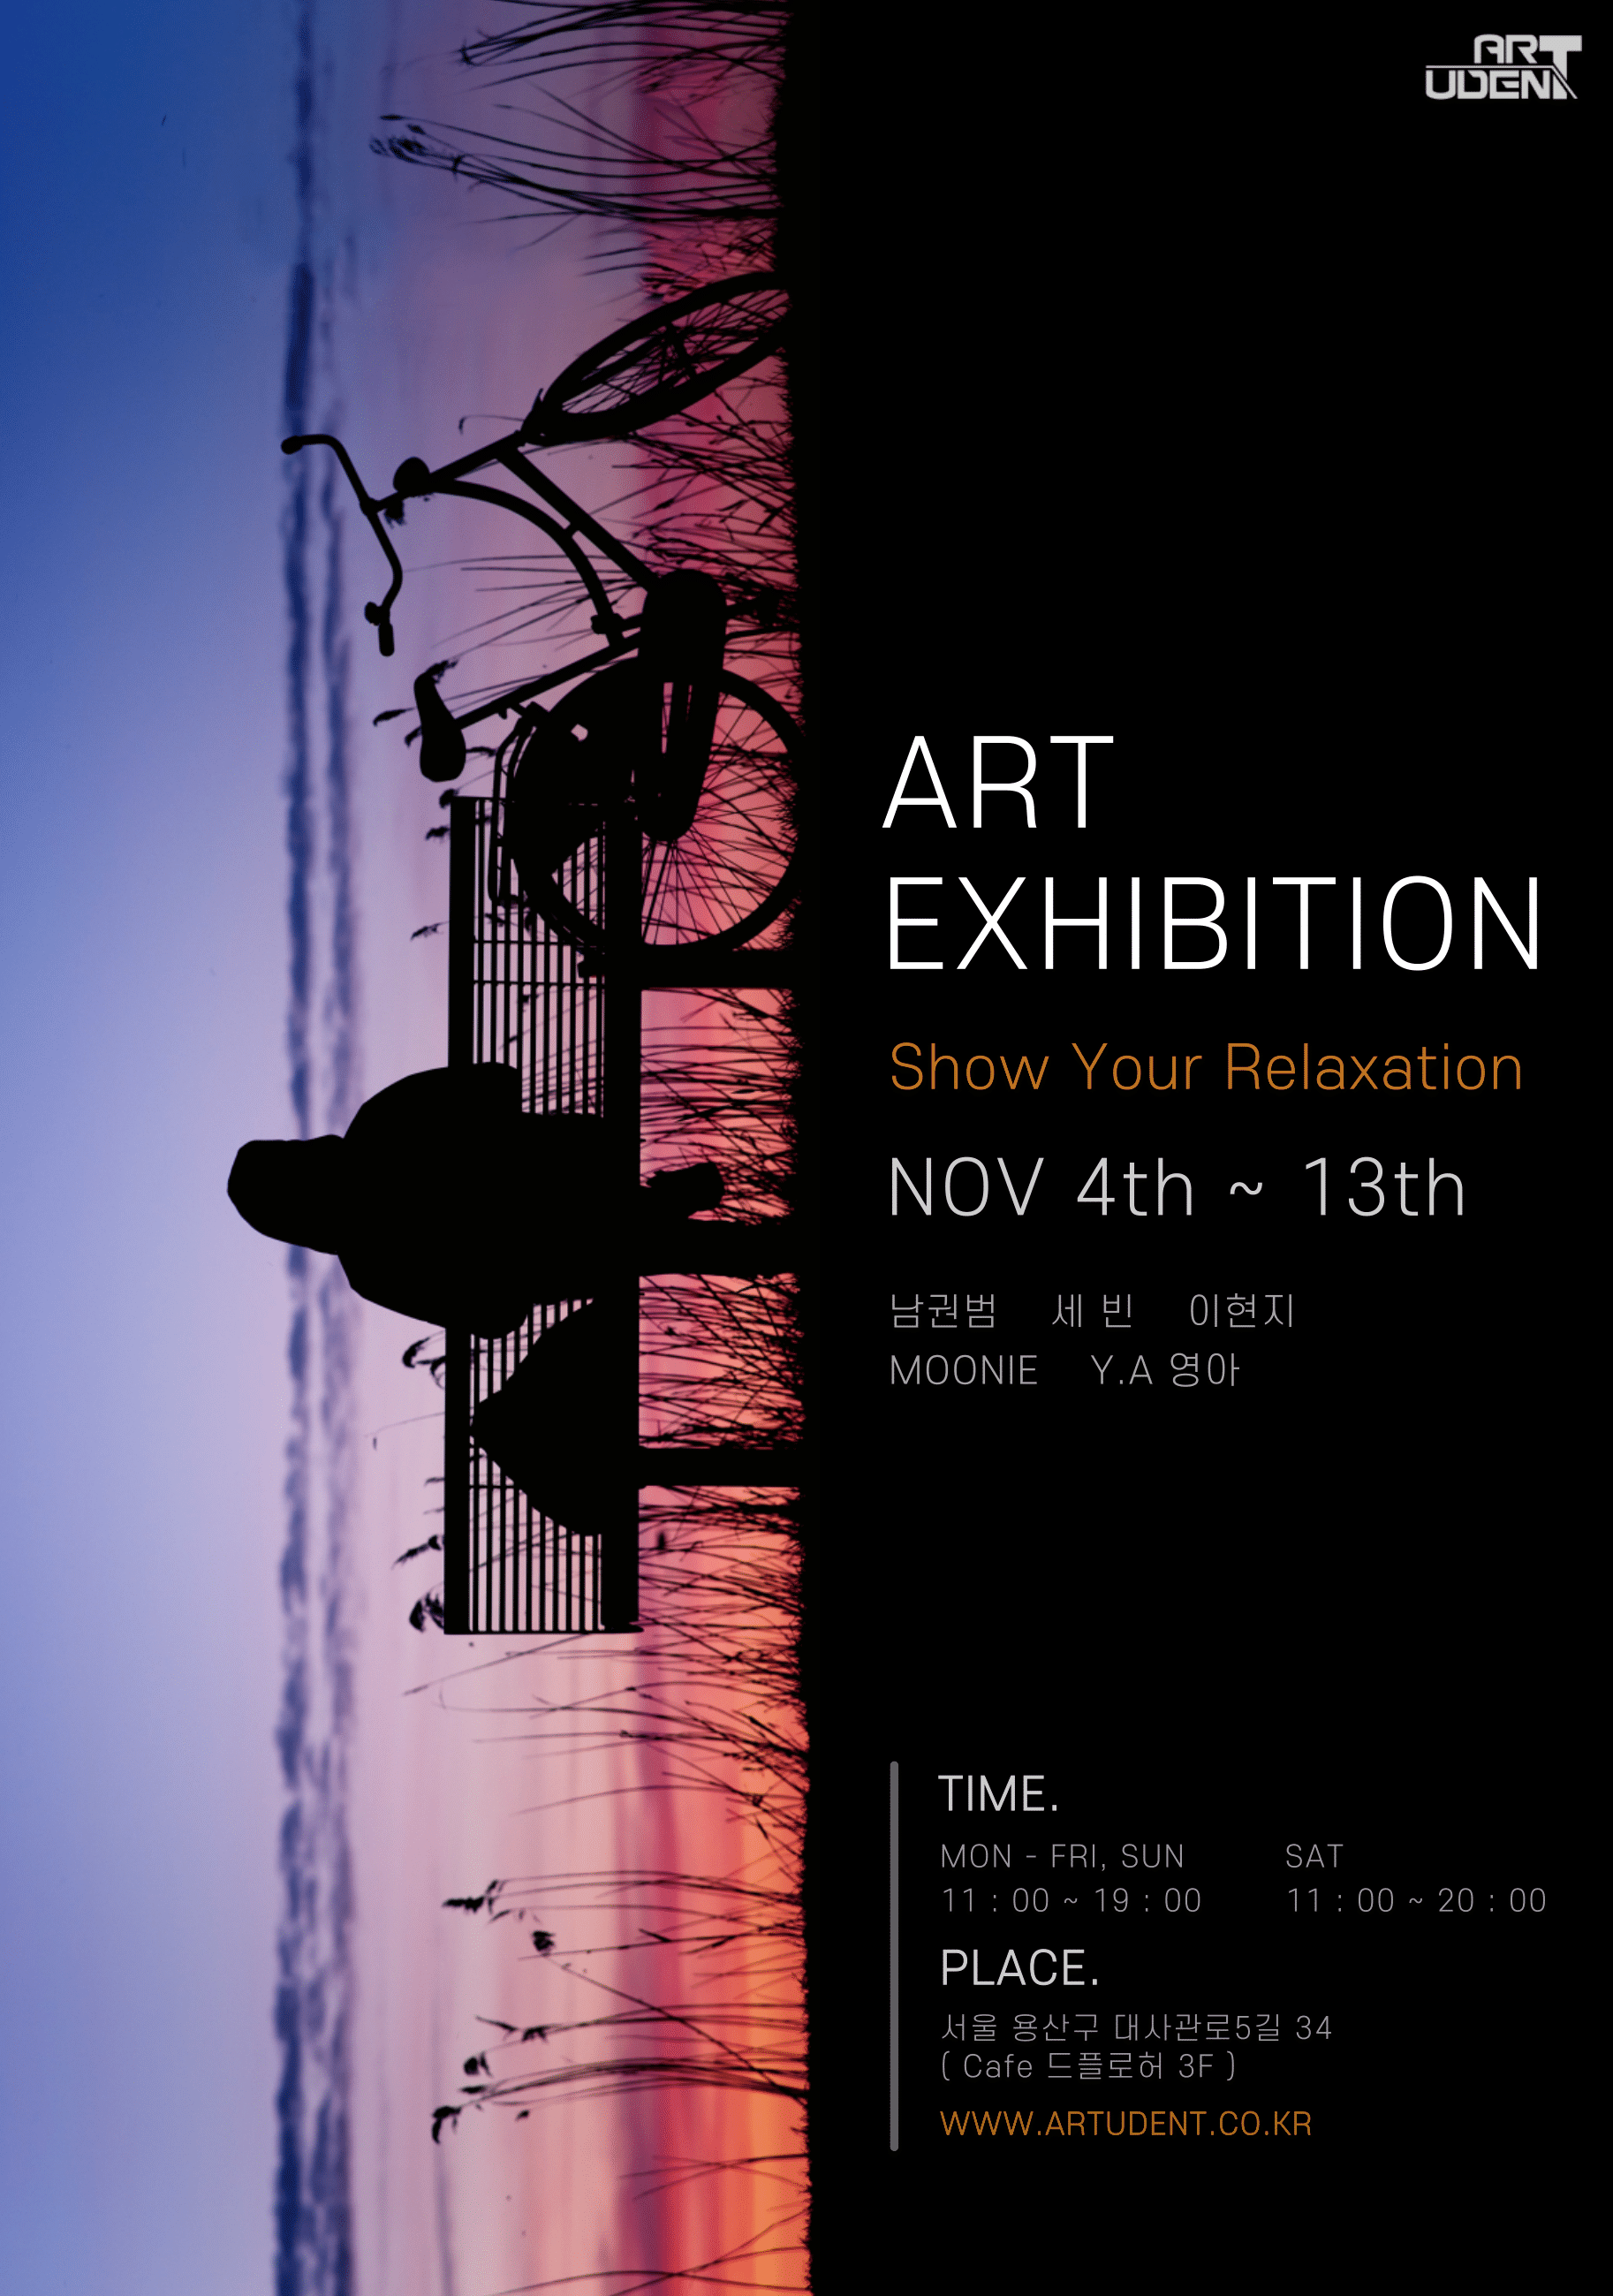 ART
UDENT
ART
EXHIBITION
Show Your Relaxation
NOV 4th ~ 13th
남권범 세 빈 이현지
MOONIE Y.A 영아
TIME.
MON - FRI, SUN SAT
11 : 00 ~ 19 : 00 11 : 00 ~ 20 : 00
PLACE.
서울 용산구 대사관로5길 34
( Cafe 드플로허 3F )
WWW.ARTUDENT.CO.KR